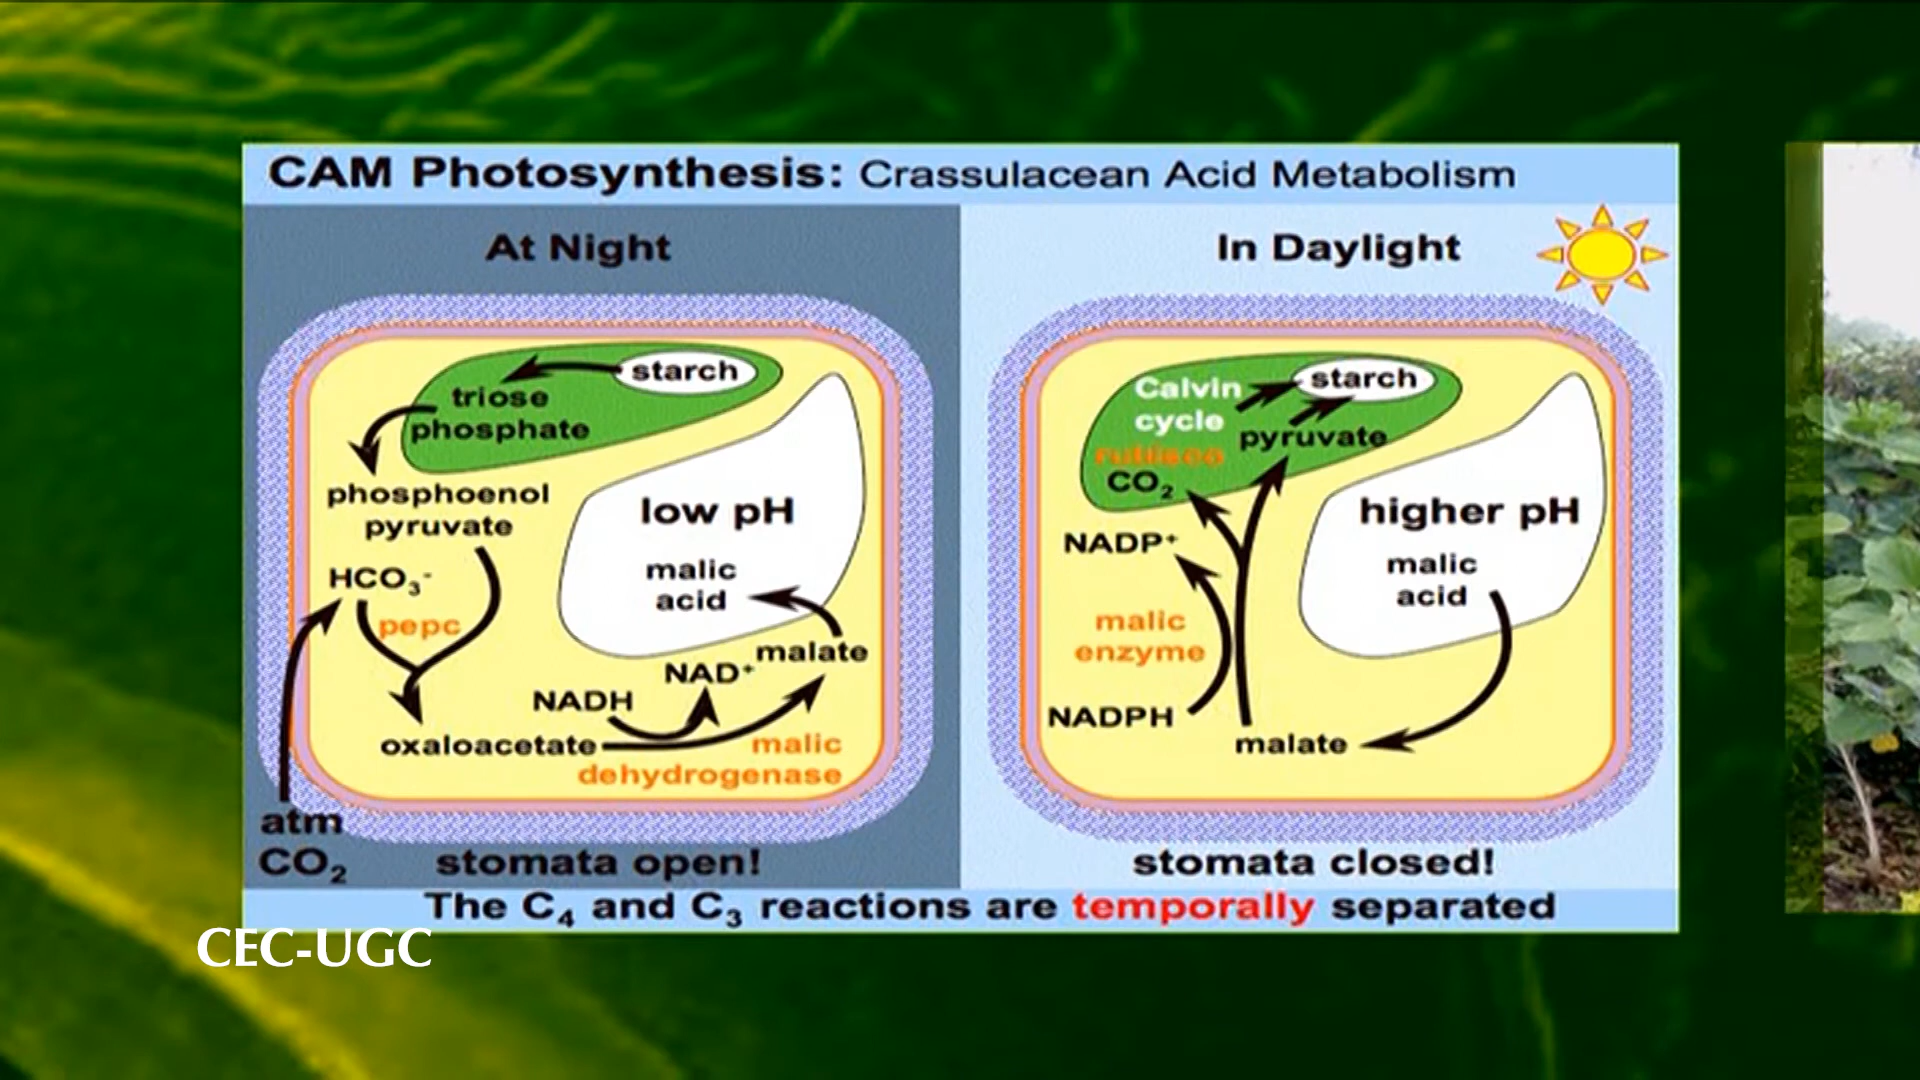 CAM Photosynthesis: Crassulacean Acid Metabolism
At Night
starch
triose
phosphate
phosphoenol
pyruvate
HCO₃⁻
pepc
low pH
malic
acid
malate
NAD⁺
NADH
oxaloacetate
malic
dehydrogenase
atm
CO₂
stomata open!
In Daylight
Calvin
cycle
starch
pyruvate
rubisco
CO₂
NADP⁺
higher pH
malic
acid
malic
enzyme
NADPH
malate
stomata closed!
The C₄ and C₃ reactions are temporally separated
CEC-UGC